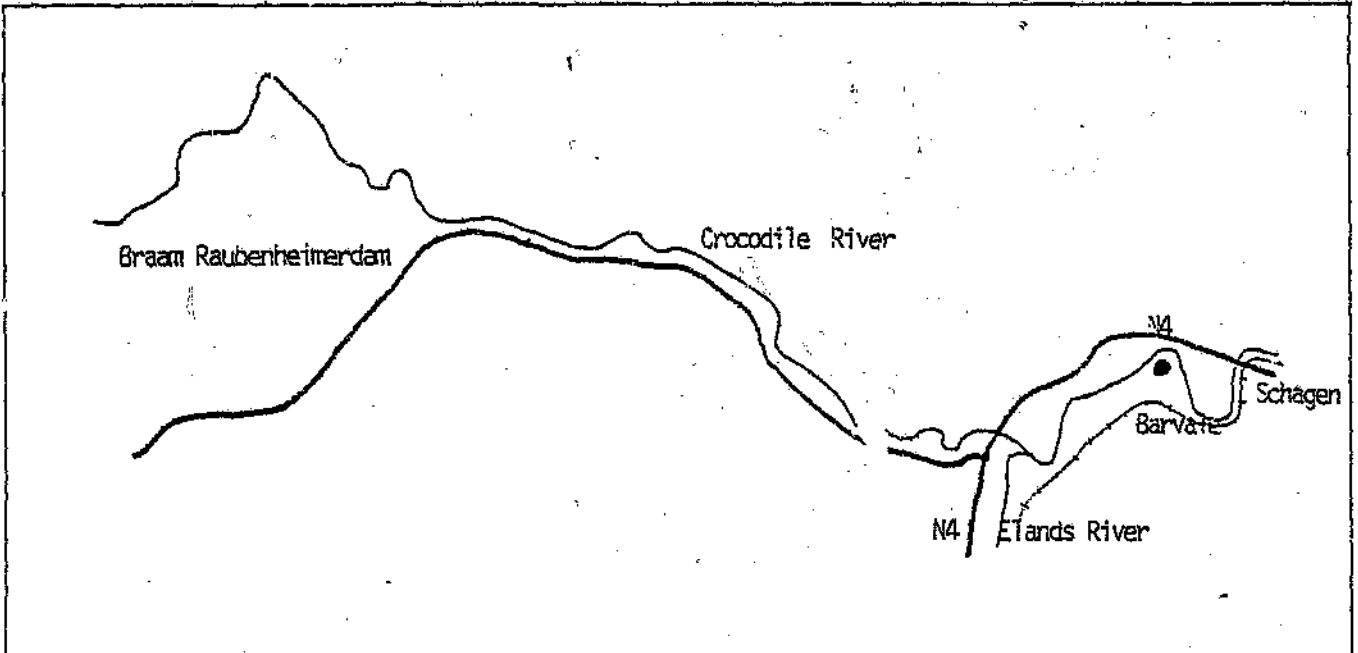 Braam Raubenheimerdam
Crocodile River
N4
Schagen
Barvale
N4
Elands River